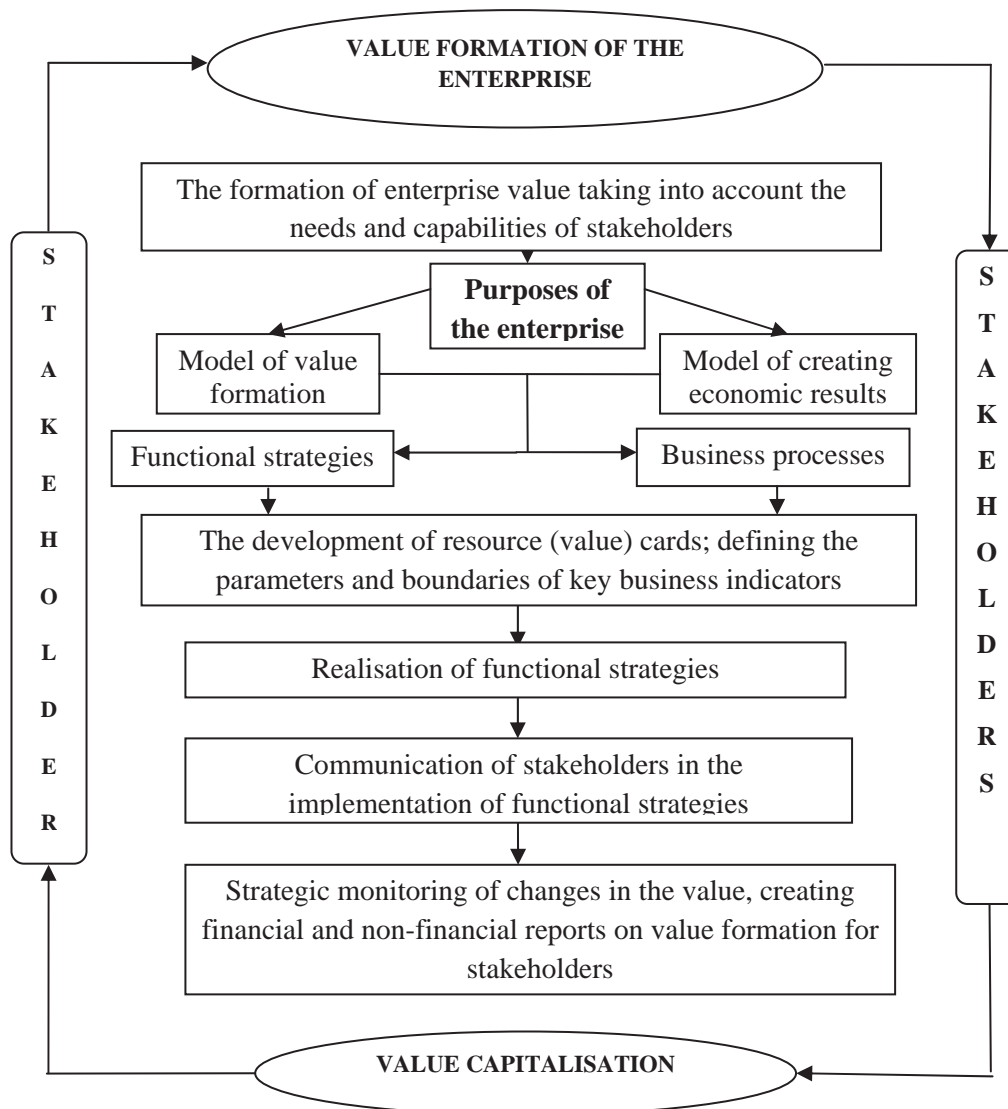 VALUE FORMATION OF THE
ENTERPRISE
The formation of enterprise value taking into account the
needs and capabilities of stakeholders
S
T
A
K
E
H
O
L
D
E
R
S
T
A
K
E
H
O
L
D
E
R
S
Purposes of
the enterprise
Model of value
formation
Model of creating
economic results
Functional strategies
Business processes
The development of resource (value) cards; defining the
parameters and boundaries of key business indicators
Realisation of functional strategies
Communication of stakeholders in the
implementation of functional strategies
Strategic monitoring of changes in the value, creating
financial and non-financial reports on value formation for
stakeholders
VALUE CAPITALISATION